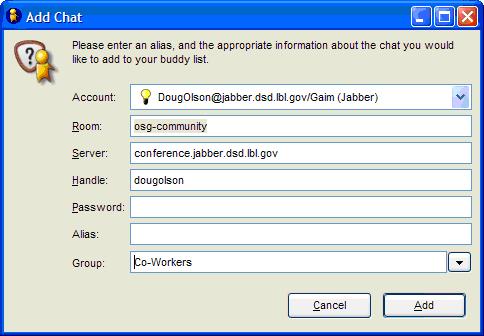 Add Chat
Please enter an alias, and the appropriate information about the chat you would
like to add to your buddy list.
Account: DougOlson@jabber.dsd.lbl.gov/Gaim (Jabber)
Room: osg-community
Server: conference.jabber.dsd.lbl.gov
Handle: dougolson
Password:
Alias:
Group: Co-Workers
Cancel Add